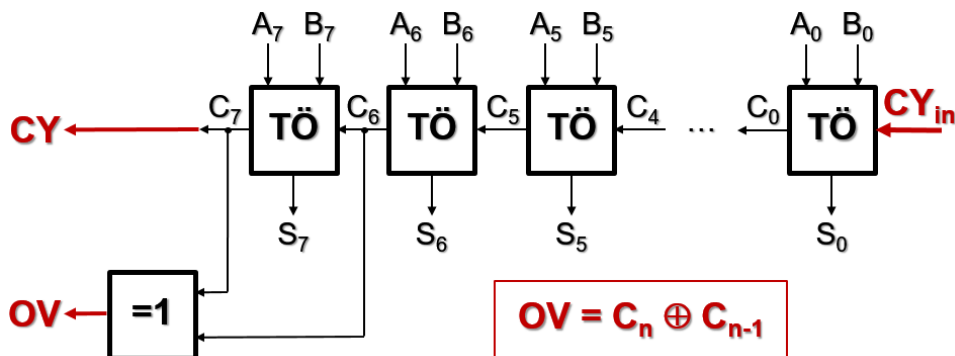 A₇ B₇ A₆ B₆ A₅ B₅ A₀ B₀
CY C₇ TÖ C₆ TÖ C₅ TÖ C₄ ... C₀ TÖ CYᵢₙ
S₇ S₆ S₅ S₀
OV =1 OV = Cₙ ⊕ Cₙ₋₁